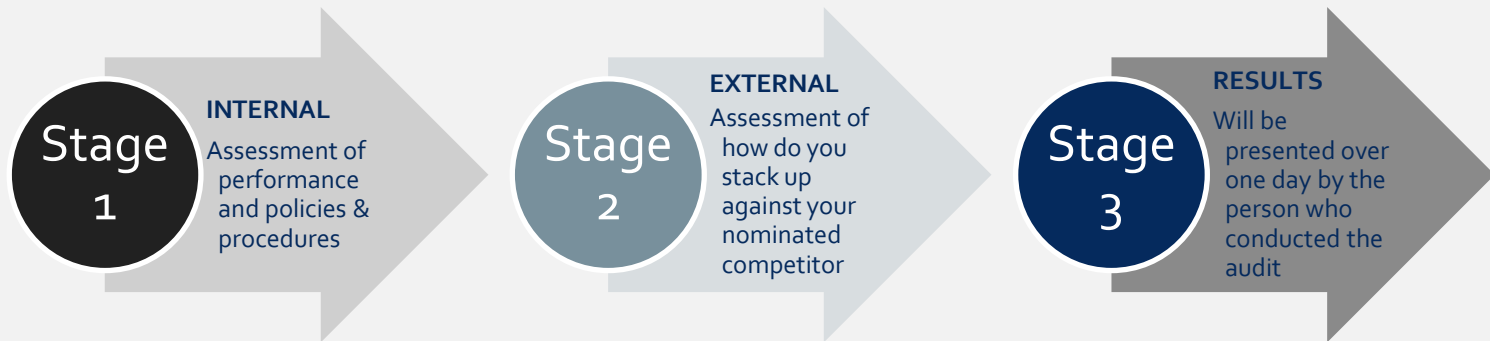 Stage
1
INTERNAL
Assessment of
performance
and policies &
procedures
Stage
2
EXTERNAL
Assessment of
how do you
stack up
against your
nominated
competitor
Stage
3
RESULTS
Will be
presented over
one day by the
person who
conducted the
audit